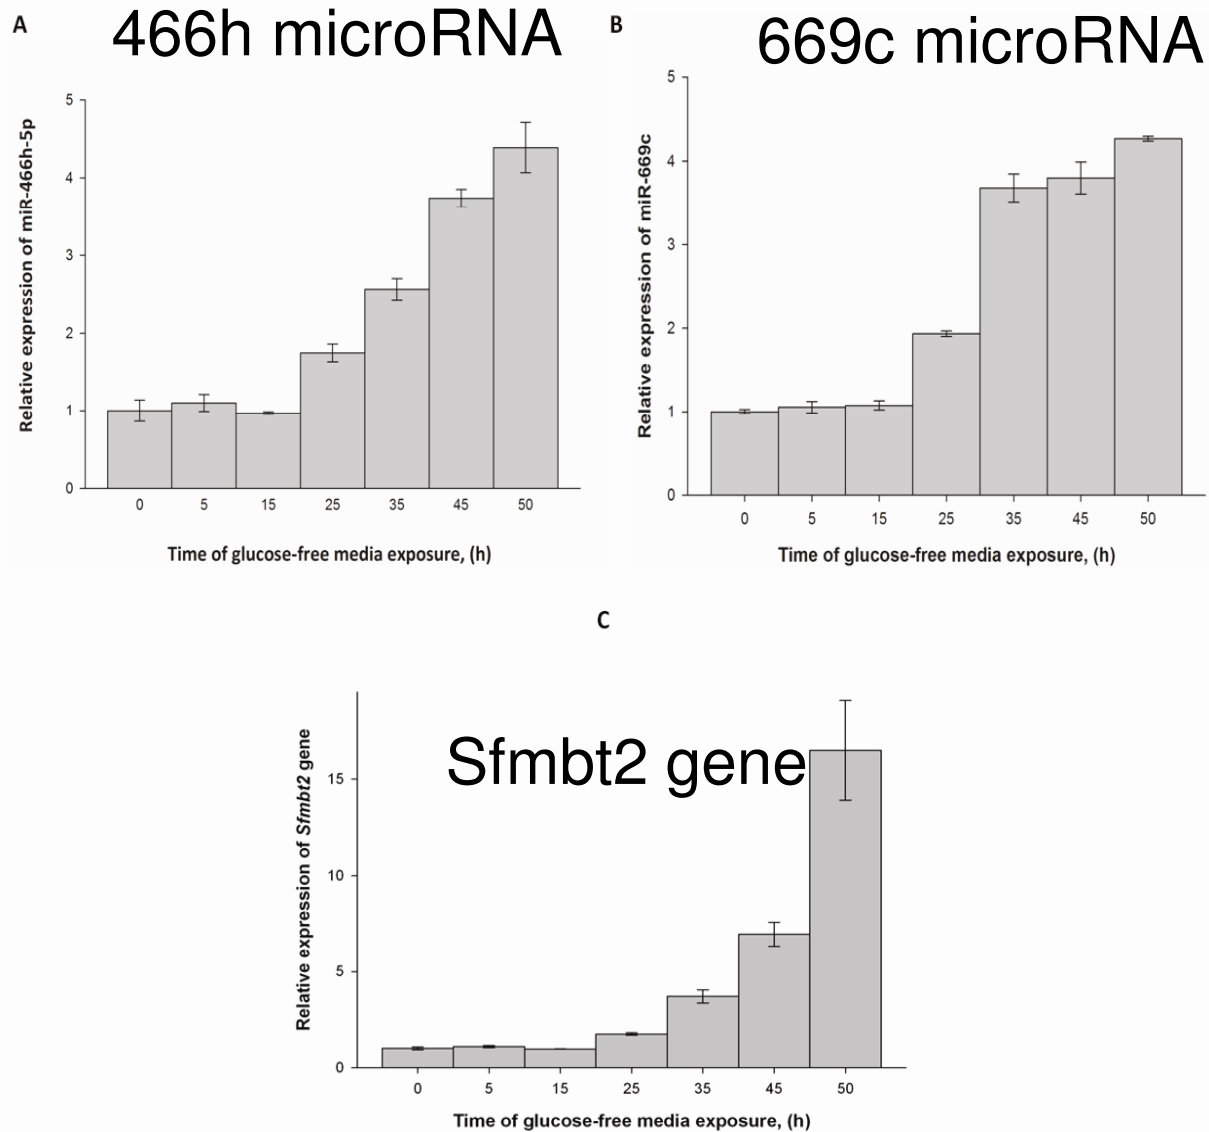 A
466h microRNA
Relative expression of miR-466h-5p
5
4
3
2
1
0
0 5 15 25 35 45 50
Time of glucose-free media exposure, (h)
B
669c microRNA
Relative expression of miR-669c
5
4
3
2
1
0
0 5 15 25 35 45 50
Time of glucose-free media exposure, (h)
C
Sfmbt2 gene
Relative expression of Sfmbt2 gene
15
10
5
0
0 5 15 25 35 45 50
Time of glucose-free media exposure, (h)